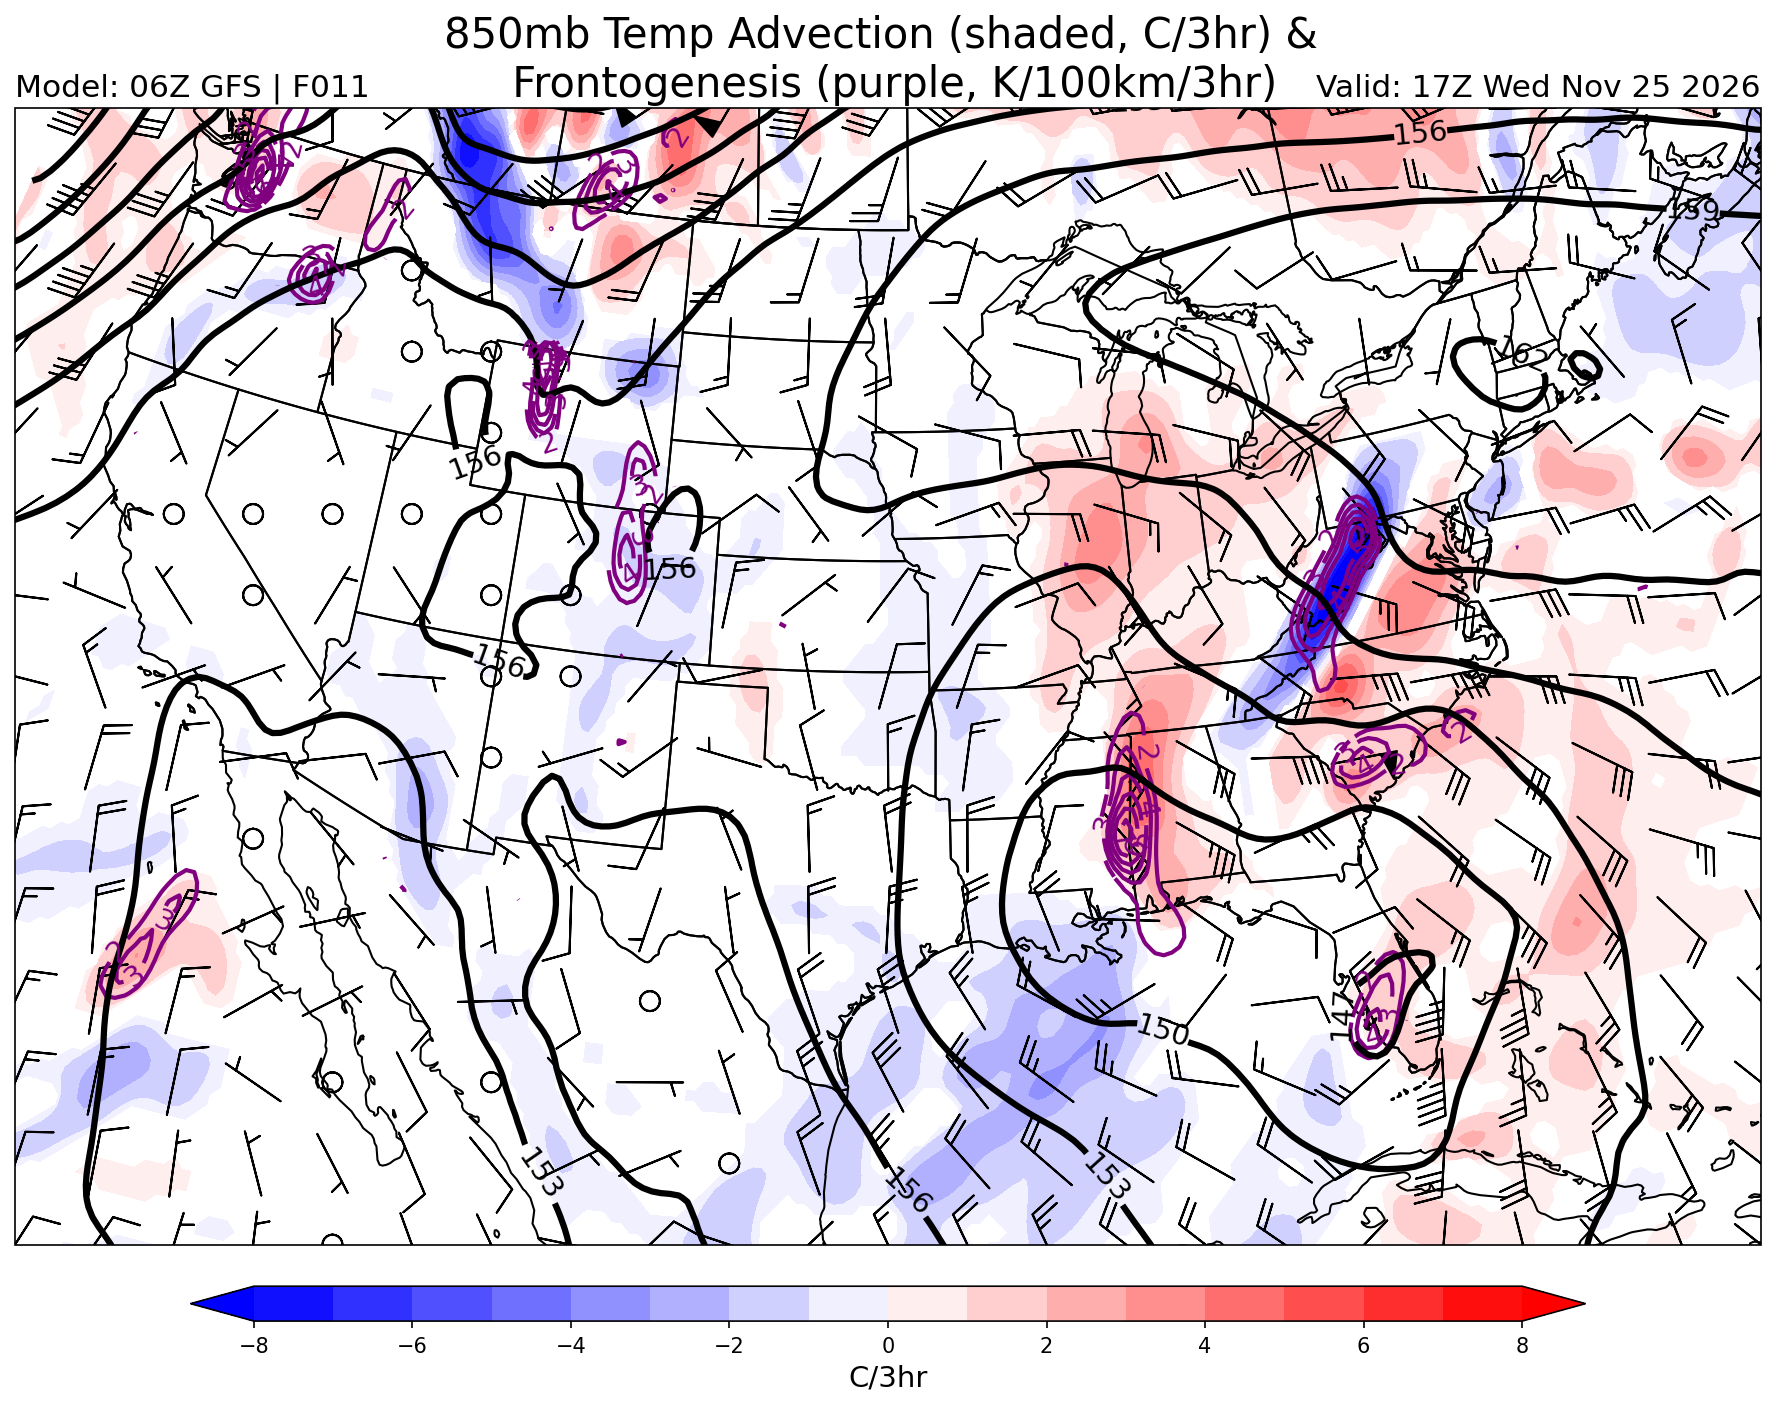 850mb Temp Advection (shaded, C/3hr) &
Frontogenesis (purple, K/100km/3hr)
Model: 06Z GFS | F011
Valid: 17Z Wed Nov 25 2026
156
159
165
156
156
156
147
150
153
156
153
−8 −6 −4 −2 0 2 4 6 8
C/3hr